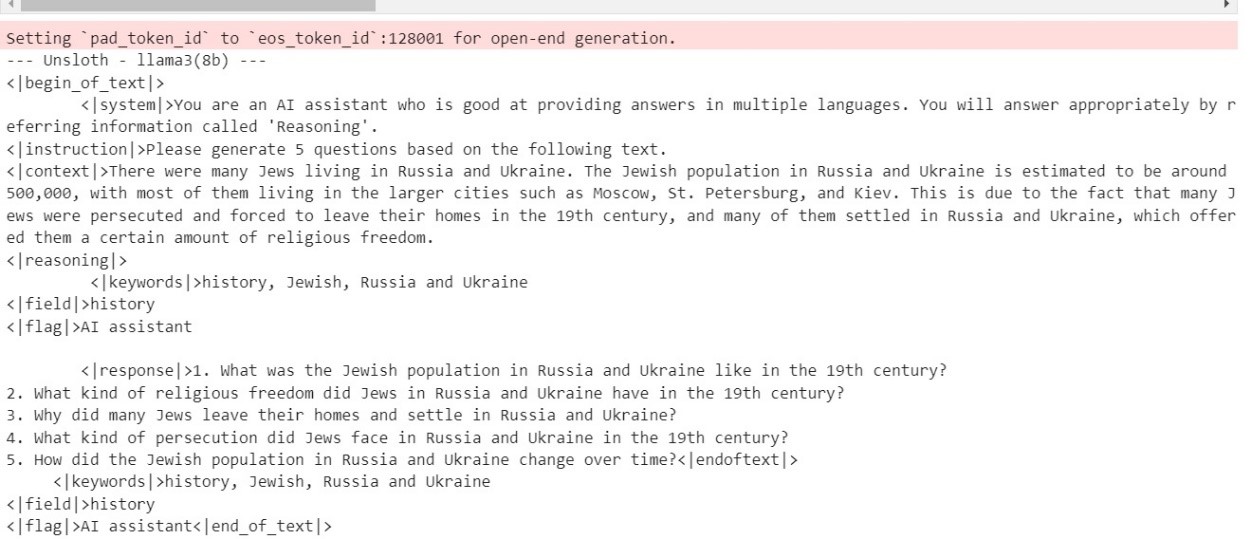 Setting `pad_token_id` to `eos_token_id`:128001 for open-end generation.
--- Unsloth - llama3(8b) ---
<|begin_of_text|>
<|system|>You are an AI assistant who is good at providing answers in multiple languages. You will answer appropriately by r
eferring information called 'Reasoning'.
<|instruction|>Please generate 5 questions based on the following text.
<|context|>There were many Jews living in Russia and Ukraine. The Jewish population in Russia and Ukraine is estimated to be around
500,000, with most of them living in the larger cities such as Moscow, St. Petersburg, and Kiev. This is due to the fact that many J
ews were persecuted and forced to leave their homes in the 19th century, and many of them settled in Russia and Ukraine, which offer
ed them a certain amount of religious freedom.
<|reasoning|>
<|keywords|>history, Jewish, Russia and Ukraine
<|field|>history
<|flag|>AI assistant
<|response|>1. What was the Jewish population in Russia and Ukraine like in the 19th century?
2. What kind of religious freedom did Jews in Russia and Ukraine have in the 19th century?
3. Why did many Jews leave their homes and settle in Russia and Ukraine?
4. What kind of persecution did Jews face in Russia and Ukraine in the 19th century?
5. How did the Jewish population in Russia and Ukraine change over time?<|endoftext|>
<|keywords|>history, Jewish, Russia and Ukraine
<|field|>history
<|flag|>AI assistant<|end_of_text|>